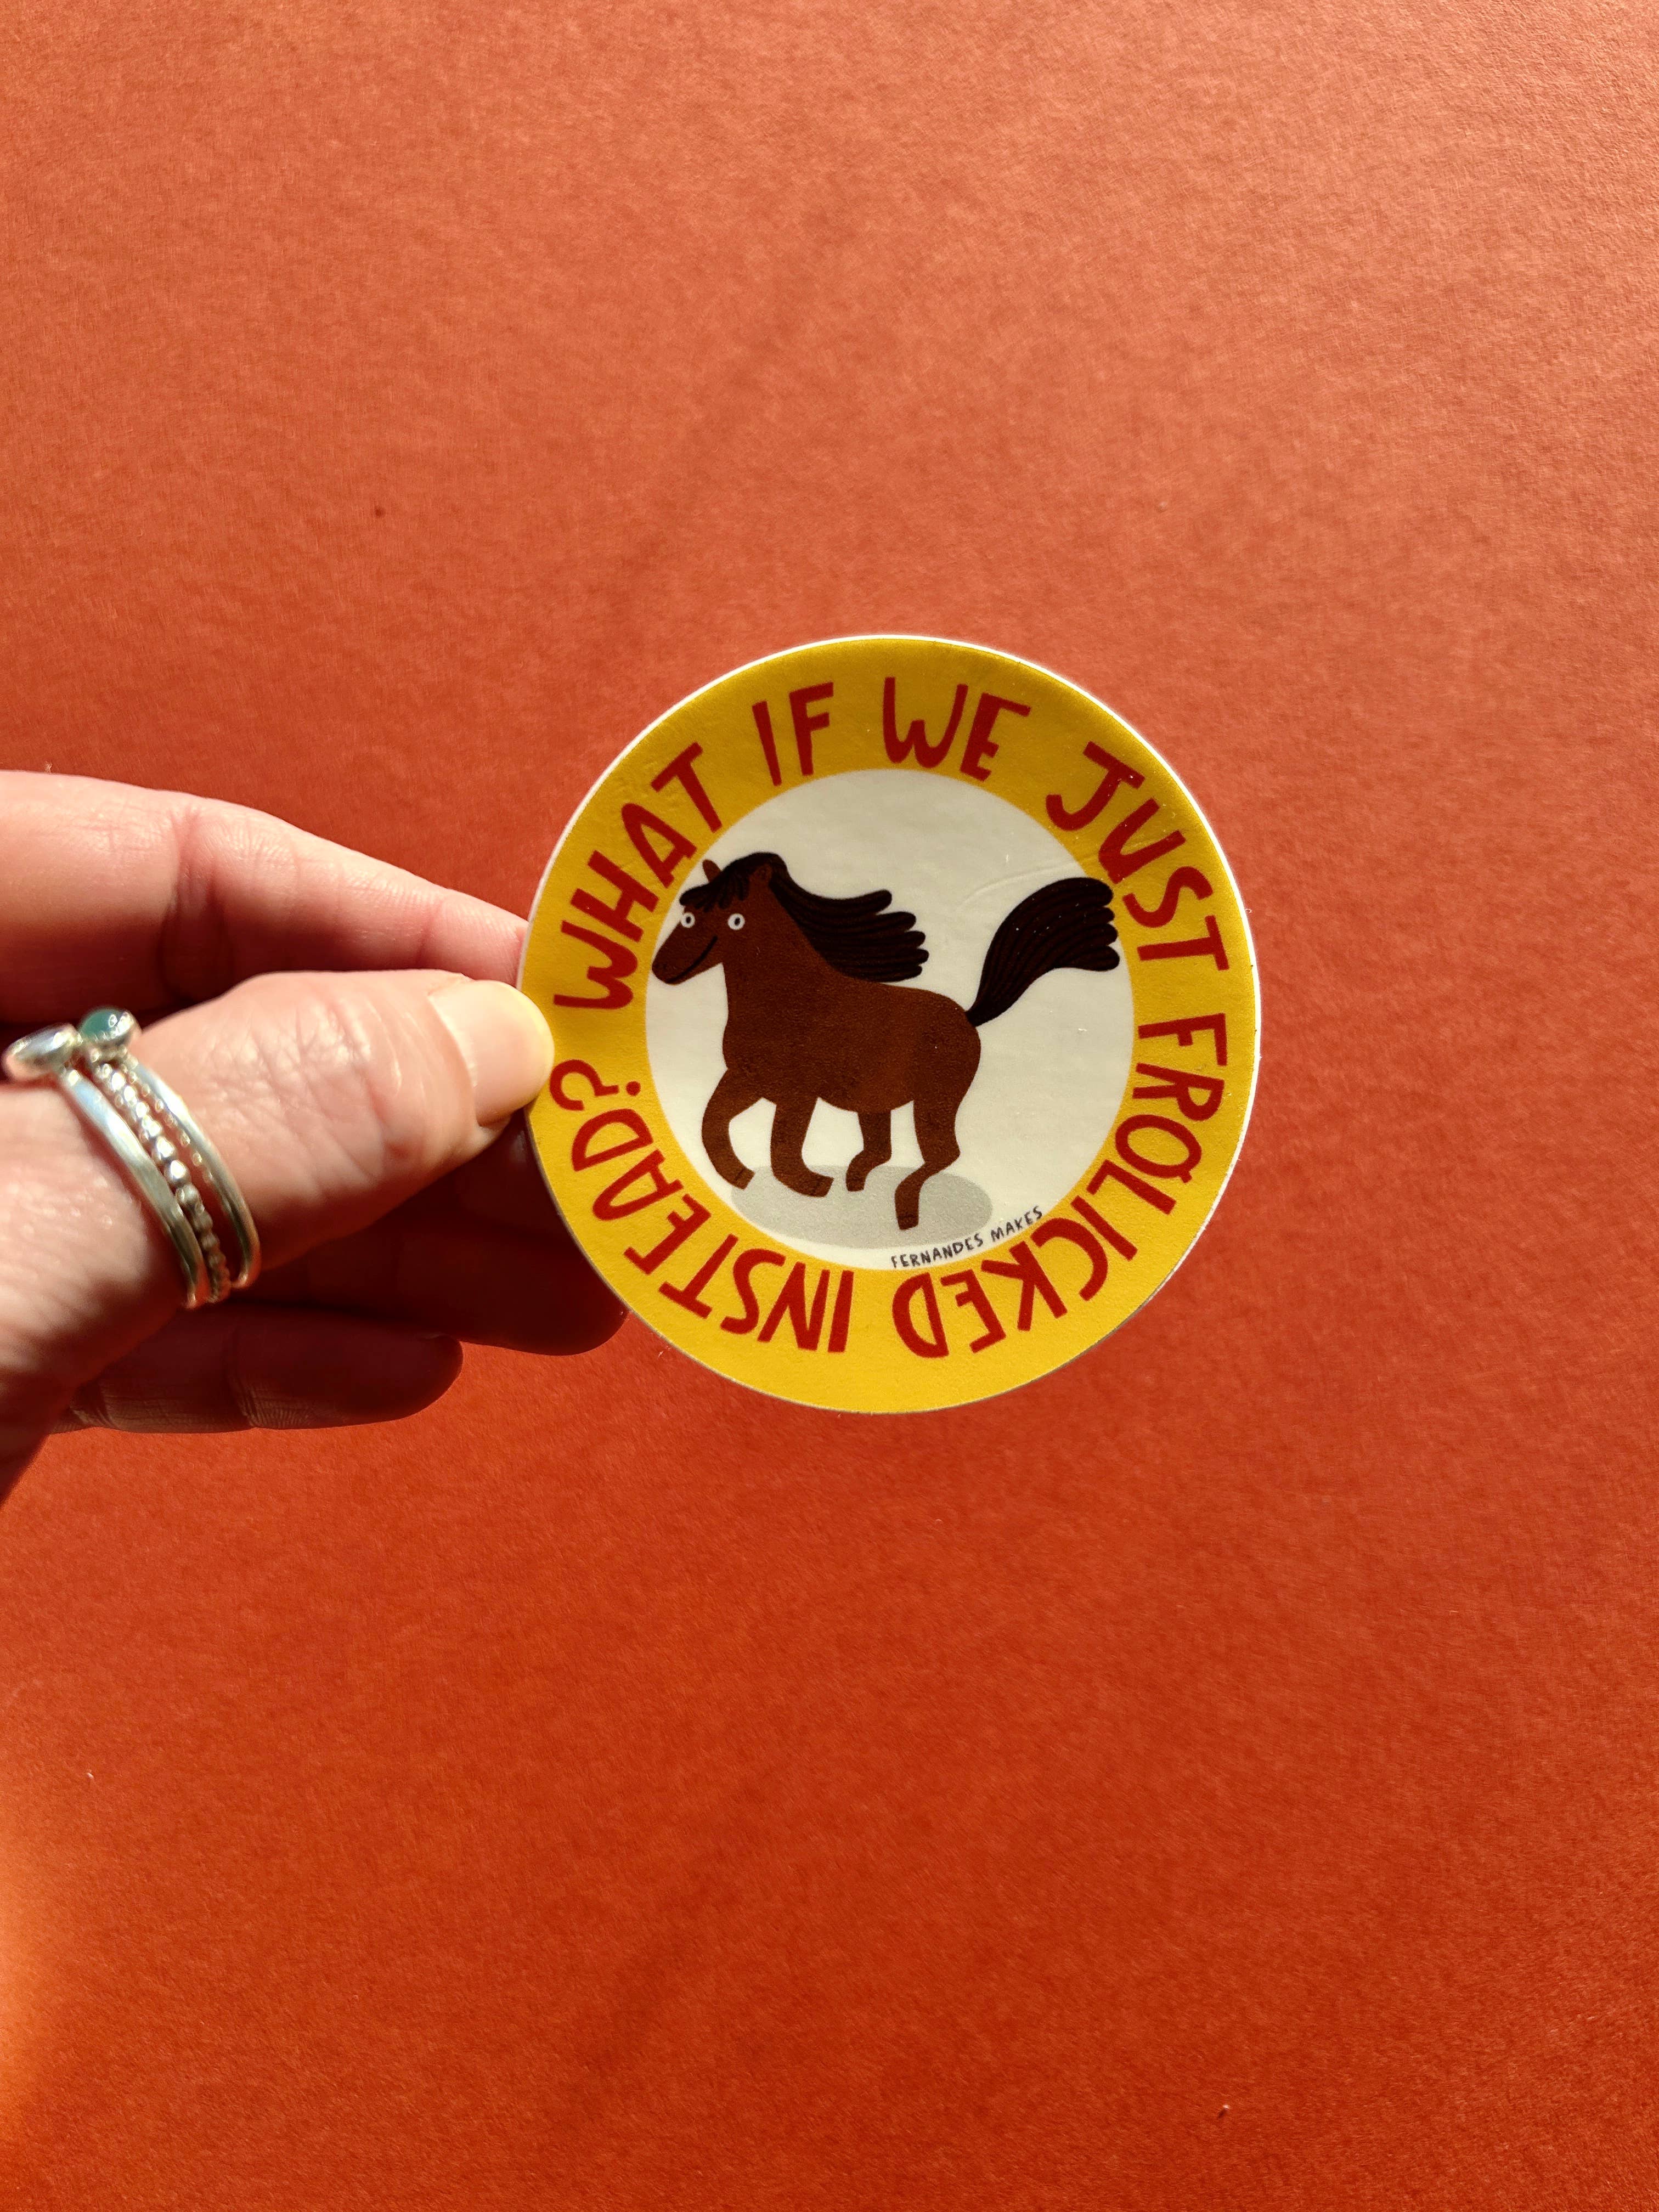 WHAT IF WE JUST FROLICKED INSTEAD?
FERNANDES MAKES